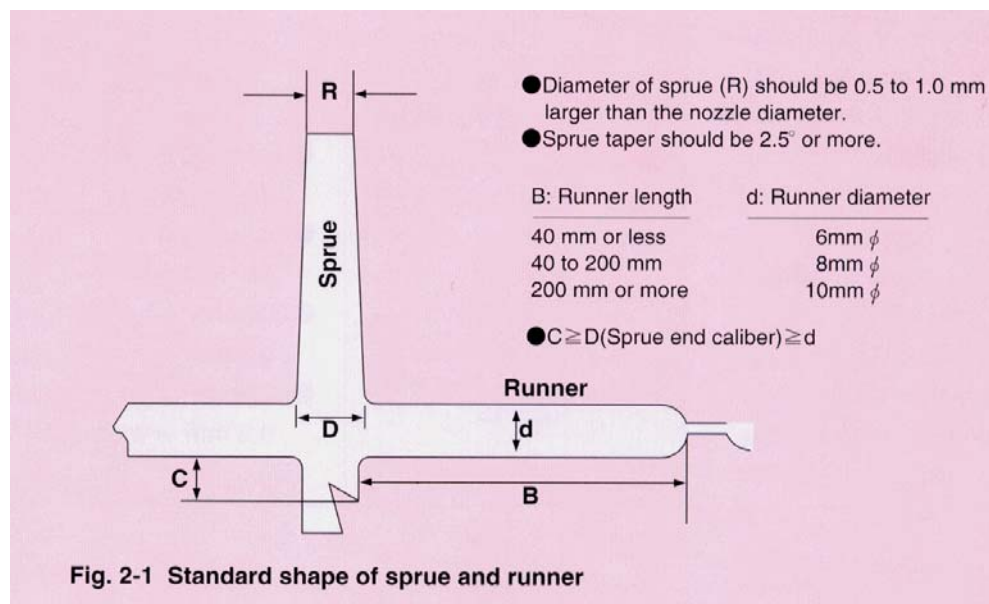 R
●Diameter of sprue (R) should be 0.5 to 1.0 mm
larger than the nozzle diameter.
●Sprue taper should be 2.5° or more.
B: Runner length d: Runner diameter
40 mm or less 6mm ϕ
40 to 200 mm 8mm ϕ
200 mm or more 10mm ϕ
●C≧D(Sprue end caliber)≧d
Sprue
Runner
D
d
C
B
Fig. 2-1 Standard shape of sprue and runner